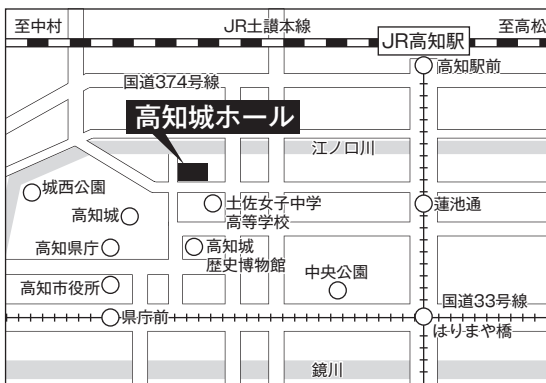 至中村
JR土讃本線
至高松
JR高知駅
高知駅前
国道374号線
高知城ホール
江ノ口川
城西公園
高知城
土佐女子中学
高等学校
蓮池通
高知県庁
高知城
歴史博物館
高知市役所
中央公園
国道33号線
県庁前
はりまや橋
鏡川